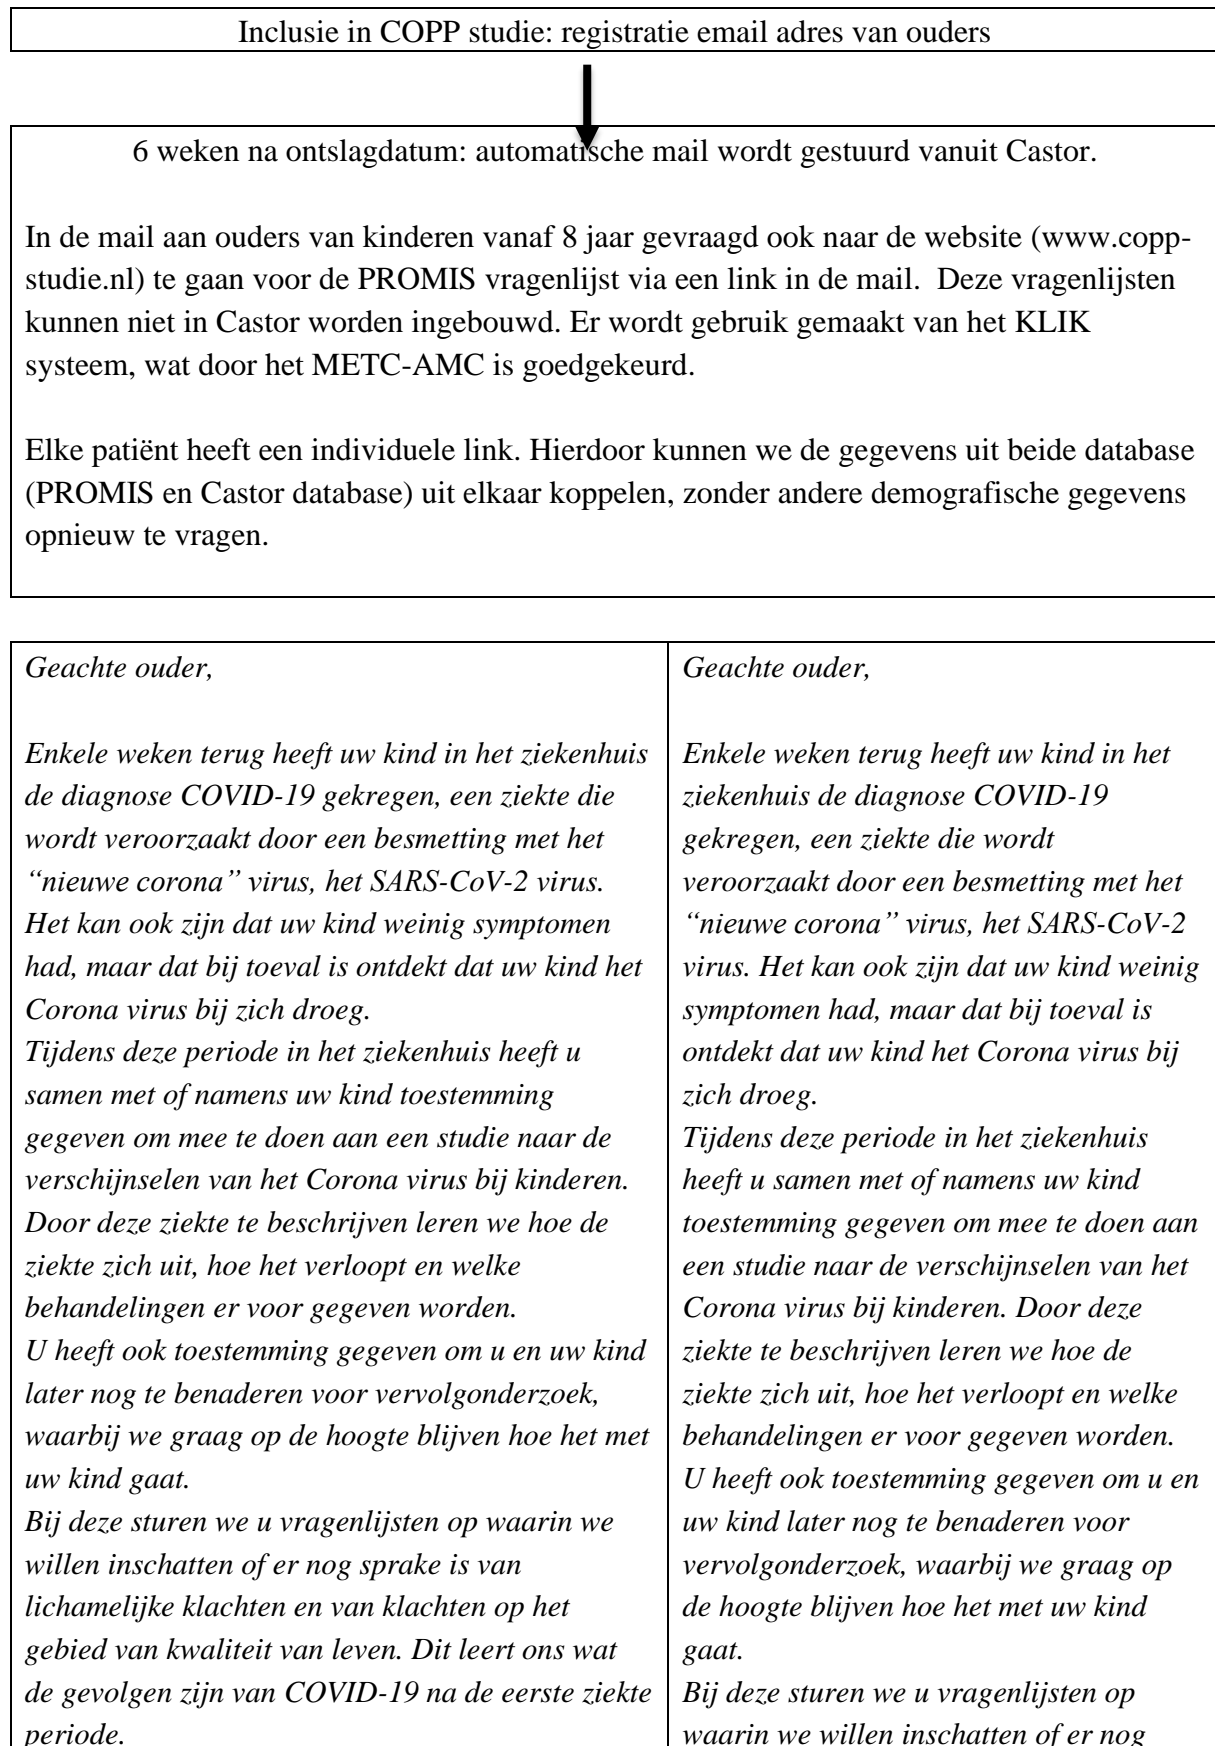 Inclusie in COPP studie: registratie email adres van ouders
6 weken na ontslagdatum: automatische mail wordt gestuurd vanuit Castor.
In de mail aan ouders van kinderen vanaf 8 jaar gevraagd ook naar de website (www.copp-
studie.nl) te gaan voor de PROMIS vragenlijst via een link in de mail.  Deze vragenlijsten
kunnen niet in Castor worden ingebouwd. Er wordt gebruik gemaakt van het KLIK
systeem, wat door het METC-AMC is goedgekeurd.
Elke patiënt heeft een individuele link. Hierdoor kunnen we de gegevens uit beide database
(PROMIS en Castor database) uit elkaar koppelen, zonder andere demografische gegevens
opnieuw te vragen.
Geachte ouder,
Enkele weken terug heeft uw kind in het ziekenhuis
de diagnose COVID-19 gekregen, een ziekte die
wordt veroorzaakt door een besmetting met het
“nieuwe corona” virus, het SARS-CoV-2 virus.
Het kan ook zijn dat uw kind weinig symptomen
had, maar dat bij toeval is ontdekt dat uw kind het
Corona virus bij zich droeg.
Tijdens deze periode in het ziekenhuis heeft u
samen met of namens uw kind toestemming
gegeven om mee te doen aan een studie naar de
verschijnselen van het Corona virus bij kinderen.
Door deze ziekte te beschrijven leren we hoe de
ziekte zich uit, hoe het verloopt en welke
behandelingen er voor gegeven worden.
U heeft ook toestemming gegeven om u en uw kind
later nog te benaderen voor vervolgonderzoek,
waarbij we graag op de hoogte blijven hoe het met
uw kind gaat.
Bij deze sturen we u vragenlijsten op waarin we
willen inschatten of er nog sprake is van
lichamelijke klachten en van klachten op het
gebied van kwaliteit van leven. Dit leert ons wat
de gevolgen zijn van COVID-19 na de eerste ziekte
periode.
Geachte ouder,
Enkele weken terug heeft uw kind in het
ziekenhuis de diagnose COVID-19
gekregen, een ziekte die wordt
veroorzaakt door een besmetting met het
“nieuwe corona” virus, het SARS-CoV-2
virus. Het kan ook zijn dat uw kind weinig
symptomen had, maar dat bij toeval is
ontdekt dat uw kind het Corona virus bij
zich droeg.
Tijdens deze periode in het ziekenhuis
heeft u samen met of namens uw kind
toestemming gegeven om mee te doen aan
een studie naar de verschijnselen van het
Corona virus bij kinderen. Door deze
ziekte te beschrijven leren we hoe de
ziekte zich uit, hoe het verloopt en welke
behandelingen er voor gegeven worden.
U heeft ook toestemming gegeven om u en
uw kind later nog te benaderen voor
vervolgonderzoek, waarbij we graag op
de hoogte blijven hoe het met uw kind
gaat.
Bij deze sturen we u vragenlijsten op
waarin we willen inschatten of er nog